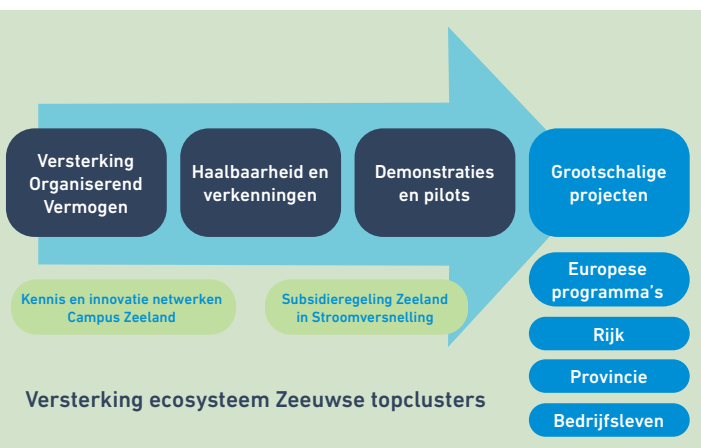 Versterking
Organiserend
Vermogen
Haalbaarheid en
verkenningen
Demonstraties
en pilots
Grootschalige
projecten
Kennis en innovatie netwerken
Campus Zeeland
Subsidieregeling Zeeland
in Stroomversnelling
Europese
programma's
Rijk
Provincie
Bedrijfsleven
Versterking ecosysteem Zeeuwse topclusters